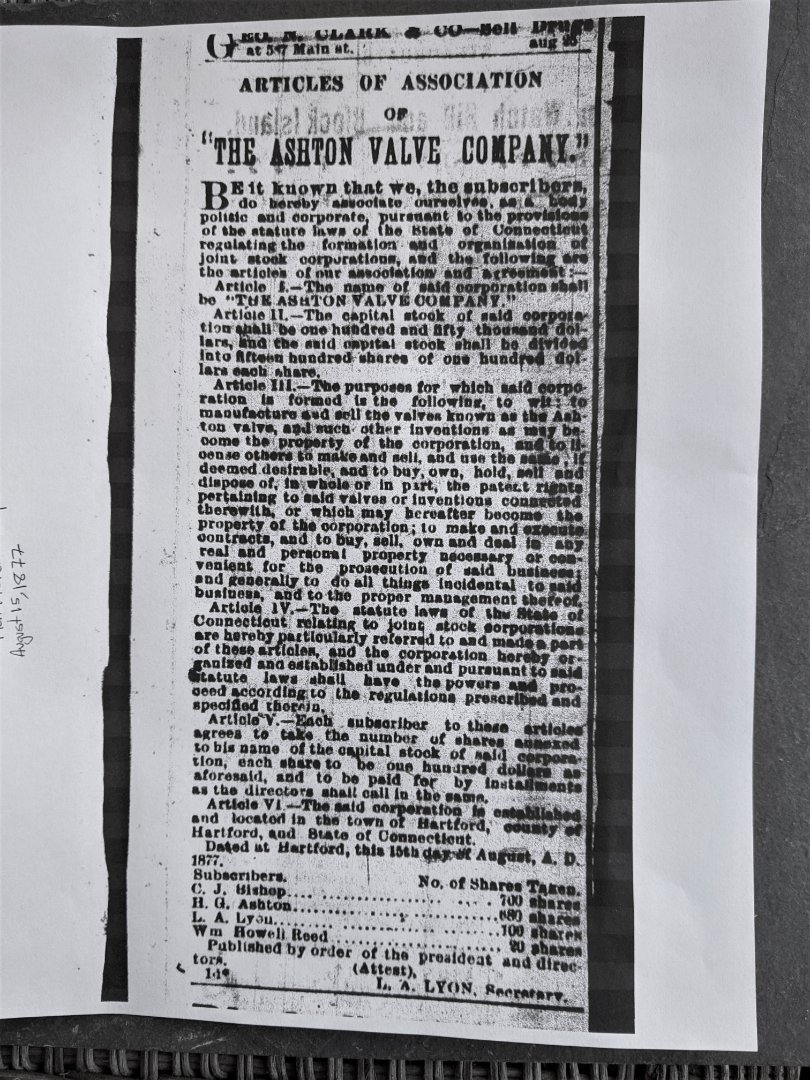 GEO. N. CLARK & CO—Sell Drugs
at 547 Main st. aug 25
ARTICLES OF ASSOCIATION
OF
"THE ASHTON VALVE COMPANY."
BE it known that we, the subscribers,
do hereby associate ourselves, as a body
politic and corporate, pursuant to the provisions
of the statute laws of the State of Connecticut
regulating the formation and organization of
joint stock corporations, and the following are
the articles of our association and agreement:—
Article I.—The name of said corporation shall
be "THE ASHTON VALVE COMPANY."
Article II.—The capital stock of said corpora-
tion shall be one hundred and fifty thousand dol-
lars, and the said capital stock shall be divided
into fifteen hundred shares of one hundred dol-
lars each share.
Article III.—The purposes for which said corpo-
ration is formed is the following, to wit: to
manufacture and sell the valves known as the Ash-
ton valve, and such other inventions as may be-
come the property of the corporation, and to li-
cense others to make and sell, and use the same, if
deemed desirable, and to buy, own, hold, sell and
dispose of, in whole or in part, the patent rights
pertaining to said valves or inventions connected
therewith, or which may hereafter become the
property of the corporation; to make and execute
contracts, and to buy, sell, own and deal in any
real and personal property necessary or con-
venient for the prosecution of said business;
and generally to do all things incidental to said
business, and to the proper management thereof.
Article IV.—The statute laws of the State of
Connecticut relating to joint stock corporations
are hereby particularly referred to and made a part
of these articles, and the corporation hereby or-
ganized and established under and pursuant to said
statute laws shall have the powers and pro-
ceed according to the regulations prescribed and
specified therein.
Article V.—Each subscriber to these articles
agrees to take the number of shares annexed
to his name of the capital stock of said corpora-
tion, each share to be one hundred dollars as
aforesaid, and to be paid for by installments
as the directors shall call in the same.
Article VI—The said corporation is established
and located in the town of Hartford, county of
Hartford, and State of Connecticut.
Dated at Hartford, this 15th day of August, A. D.
1877.
Subscribers. No. of Shares Taken.
C. J. Bishop.... 700 shares
H. G. Ashton.... 680 shares
L. A. Lyon.... 100 shares
Wm Howell Reed.... 20 shares
Published by order of the president and direc-
tors. (Attest),
1d* L. A. LYON, Secretary.
August 15, 1877